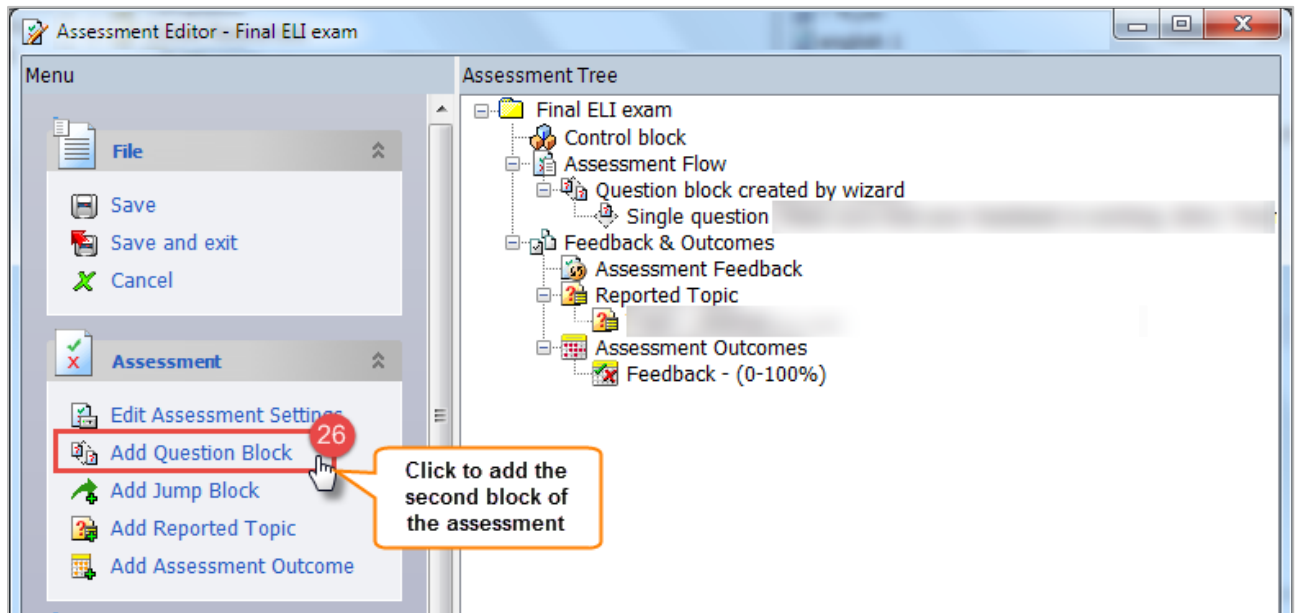 Assessment Editor - Final ELI exam
Menu
File
Save
Save and exit
Cancel
Assessment
Edit Assessment Settings
Add Question Block
26
Add Jump Block
Add Reported Topic
Add Assessment Outcome
Click to add the
second block of
the assessment
Assessment Tree
Final ELI exam
Control block
Assessment Flow
Question block created by wizard
Single question
Feedback & Outcomes
Assessment Feedback
Reported Topic
Assessment Outcomes
Feedback - (0-100%)